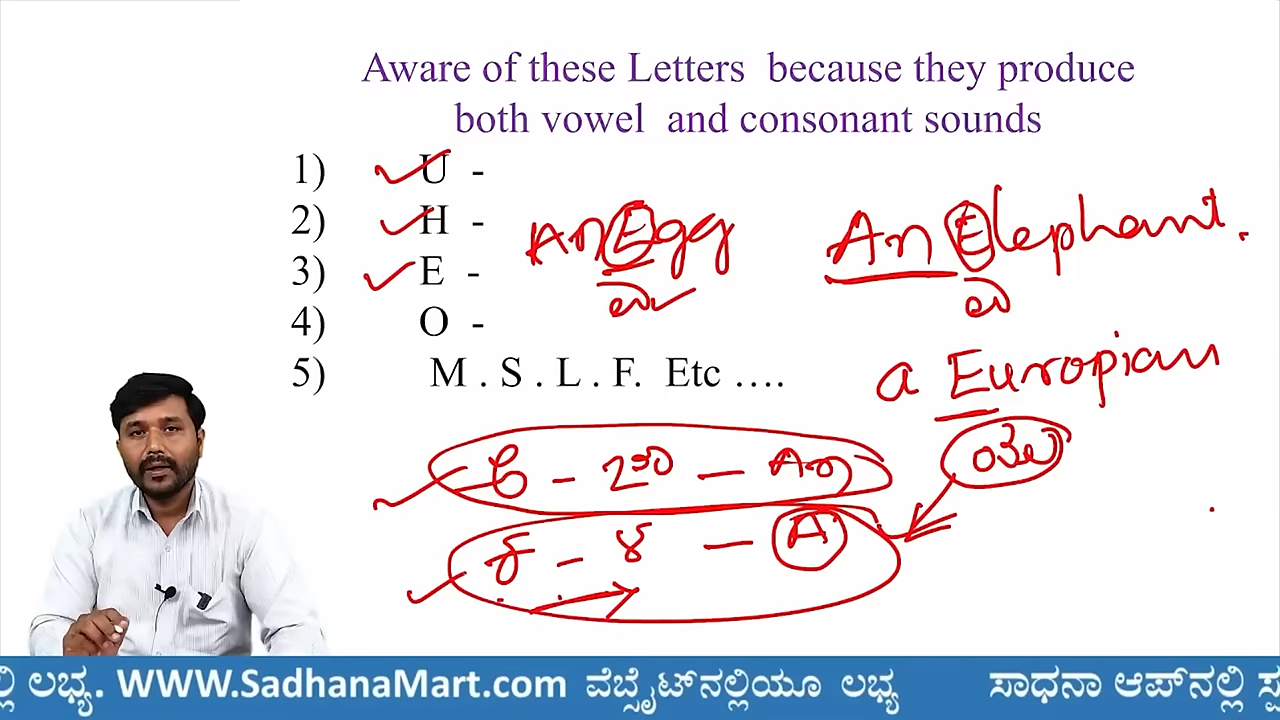 Aware of these Letters because they produce
both vowel and consonant sounds
1) U -
2) H - An Egg An Elephant.
3) E - ಎ ಎ
4) O -
5) M . S . L . F. Etc ....
a Europian
ಯು
ಅ - ಅಃ - An
ಕ - ಳ - A
ಲ್ಲಿ ಲಭ್ಯ. WWW.SadhanaMart.com ವೆಬ್ಸೈಟ್‌ನಲ್ಲಿಯೂ ಲಭ್ಯ ಸಾಧನಾ ಆಪ್‌ನಲ್ಲಿ